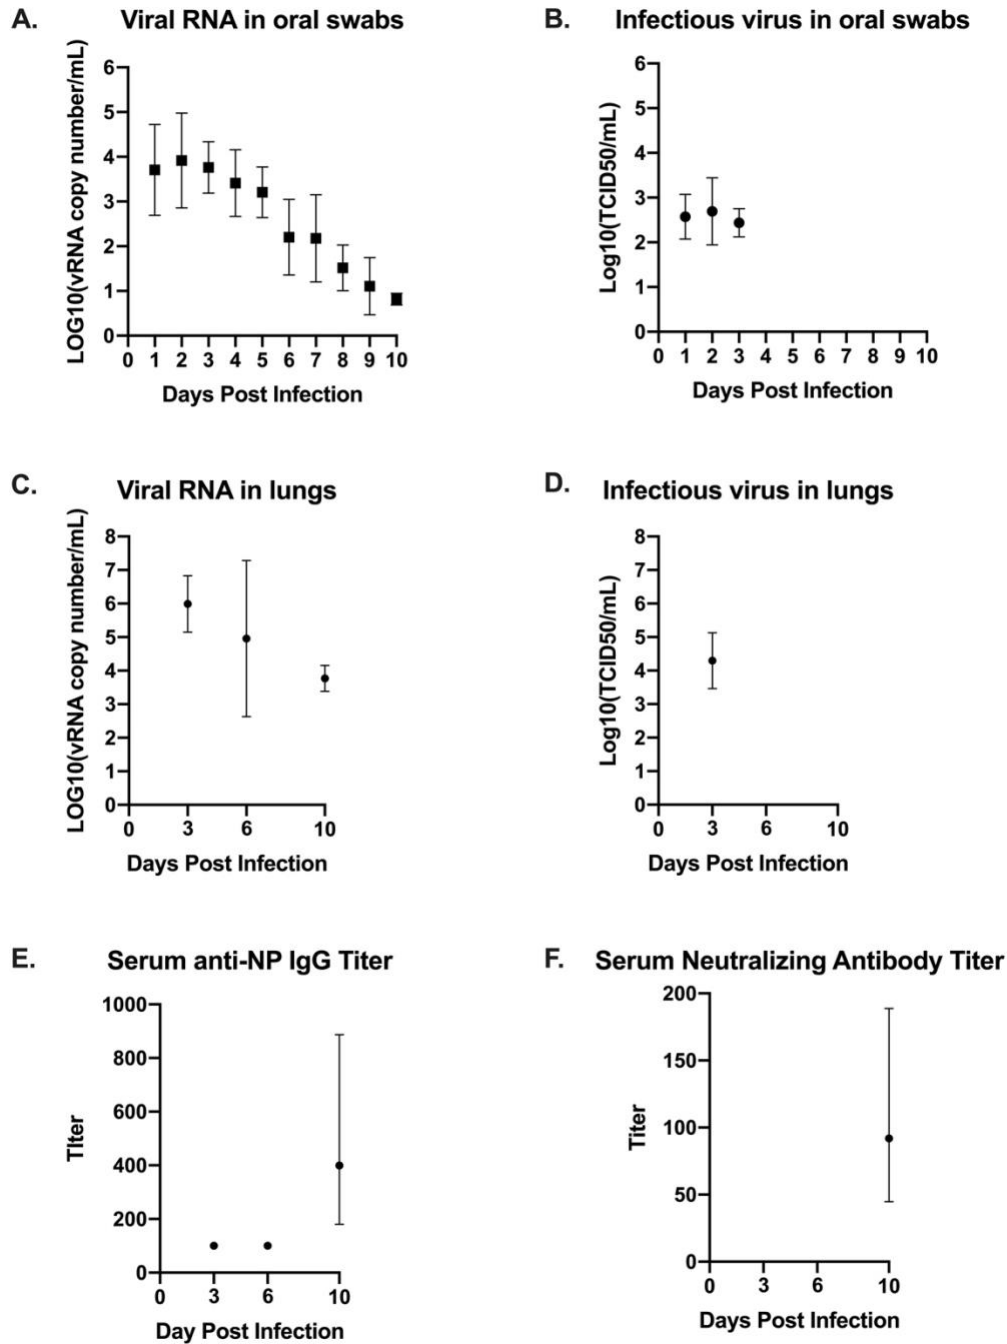 A. Viral RNA in oral swabs
LOG10(vRNA copy number/mL)
6
5
4
3
2
1
0
0 1 2 3 4 5 6 7 8 9 10
Days Post Infection
B. Infectious virus in oral swabs
Log10(TCID50/mL)
6
5
4
3
2
1
0
0 1 2 3 4 5 6 7 8 9 10
Days Post Infection
C. Viral RNA in lungs
LOG10(vRNA copy number/mL)
8
7
6
5
4
3
2
1
0
0 3 6 10
Days Post Infection
D. Infectious virus in lungs
Log10(TCID50/mL)
8
7
6
5
4
3
2
1
0
0 3 6 10
Days Post Infection
E. Serum anti-NP IgG Titer
TIter
1000
800
600
400
200
0
0 3 6 10
Day Post Infection
F. Serum Neutralizing Antibody Titer
Titer
200
150
100
50
0
0 3 6 10
Days Post Infection